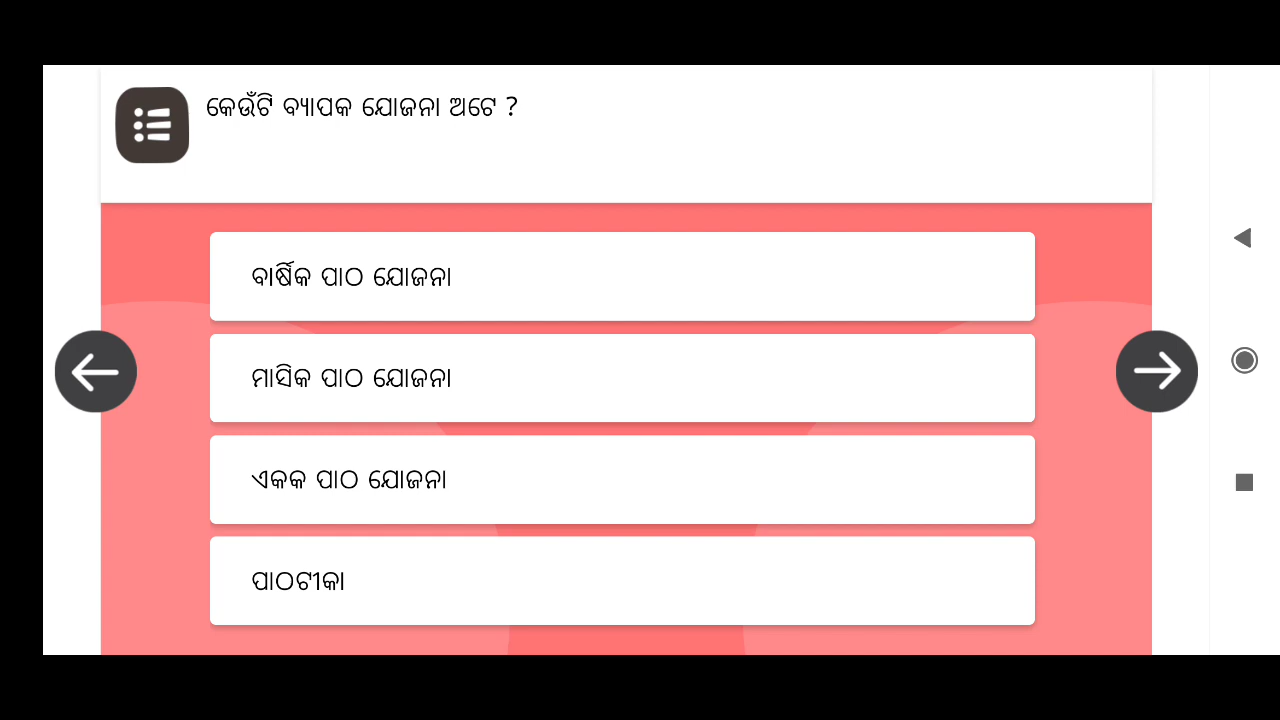 କେଉଁଟି ବ୍ୟାପକ ଯୋଜନା ଅଟେ ?
ବାର୍ଷିକ ପାଠ ଯୋଜନା
ମାସିକ ପାଠ ଯୋଜନା
ଏକକ ପାଠ ଯୋଜନା
ପାଠଟୀକା